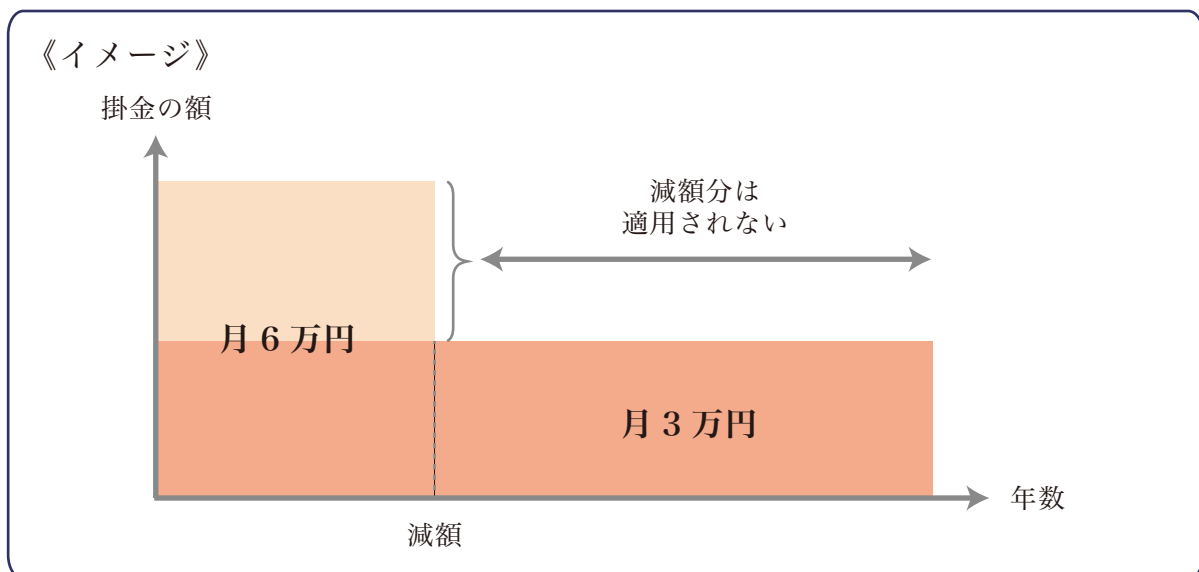 《イメージ》
掛金の額
減額分は
適用されない
月 6 万円
月 3 万円
年数
減額